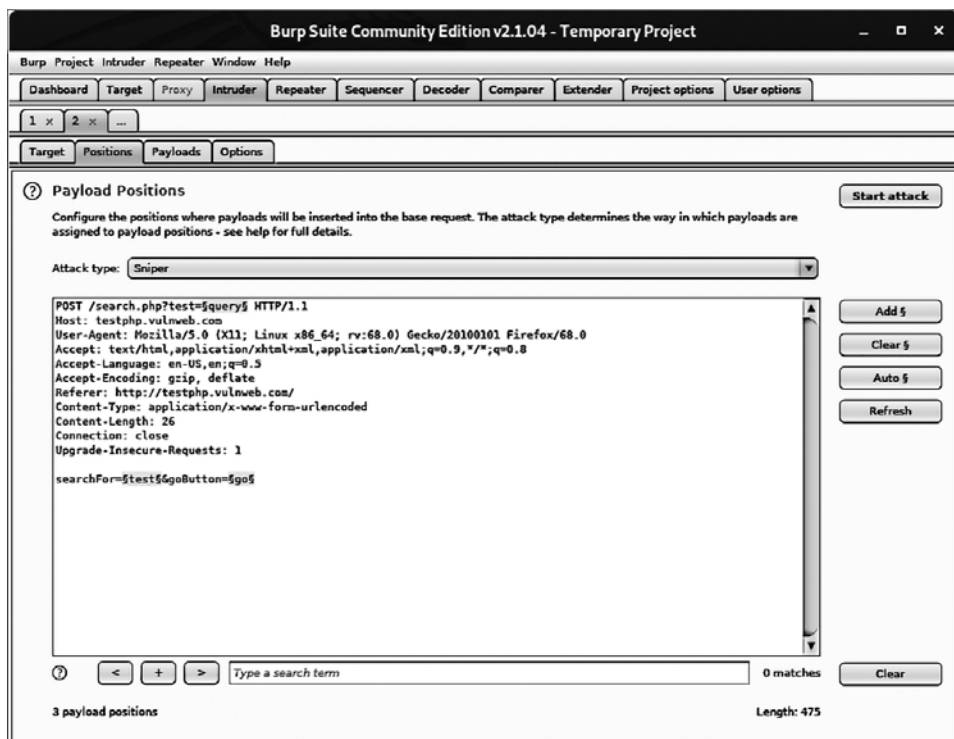 Burp Suite Community Edition v2.1.04 - Temporary Project
Burp Project Intruder Repeater Window Help
Dashboard Target Proxy Intruder Repeater Sequencer Decoder Comparer Extender Project options User options
1 × 2 × ...
Target Positions Payloads Options
? Payload Positions
Start attack
Configure the positions where payloads will be inserted into the base request. The attack type determines the way in which payloads are
assigned to payload positions - see help for full details.
Attack type: Sniper
POST /search.php?test=§query§ HTTP/1.1
Host: testphp.vulnweb.com
User-Agent: Mozilla/5.0 (X11; Linux x86_64; rv:68.0) Gecko/20100101 Firefox/68.0
Accept: text/html,application/xhtml+xml,application/xml;q=0.9,*/*;q=0.8
Accept-Language: en-US,en;q=0.5
Accept-Encoding: gzip, deflate
Referer: http://testphp.vulnweb.com/
Content-Type: application/x-www-form-urlencoded
Content-Length: 26
Connection: close
Upgrade-Insecure-Requests: 1
searchFor=§test§&goButton=§go§
Add §
Clear §
Auto §
Refresh
? < + > Type a search term 0 matches Clear
3 payload positions Length: 475